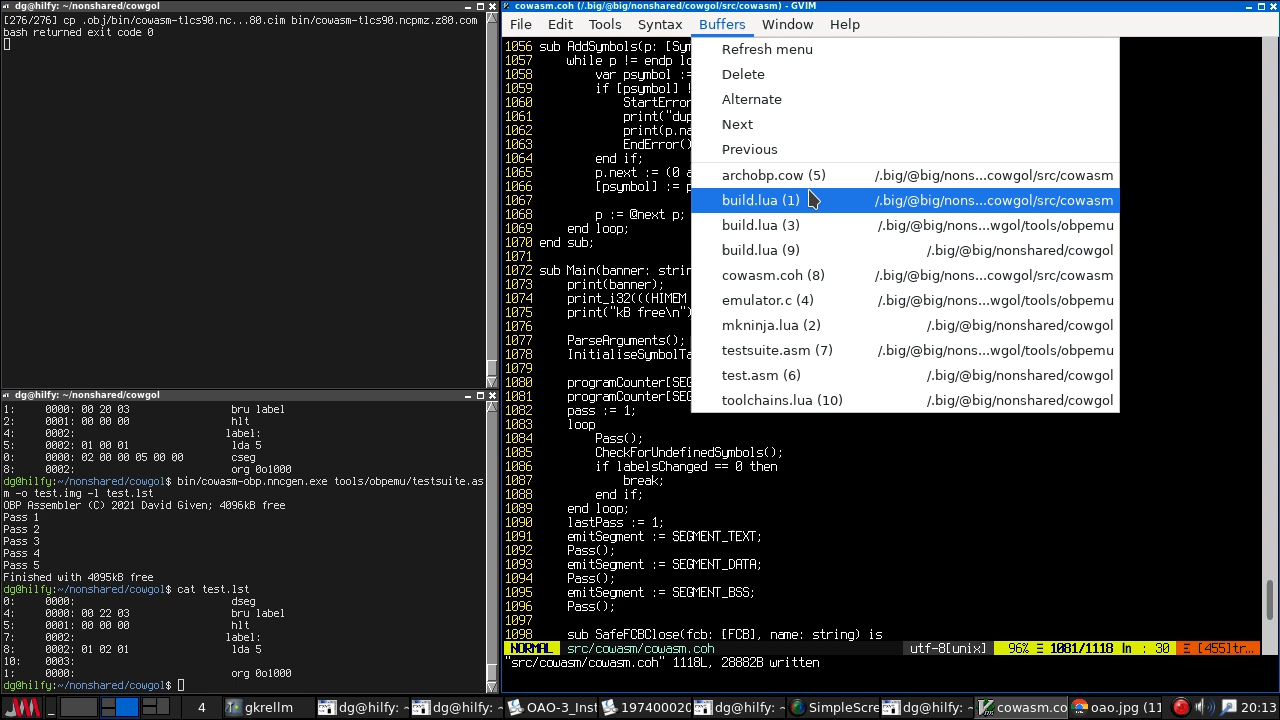 dg@hilfy: ~/nonshared/cowgol
[276/276] cp .obj/bin/cowasm-tlcs90.nc...80.cim bin/cowasm-tlcs90.ncpmz.z80.com
bash returned exit code 0
dg@hilfy: ~/nonshared/cowgol
1: 0000: 00 20 03 bru label
2: 0001: 00 00 00 hlt
4: 0002: label:
5: 0002: 01 00 01 lda 5
0: 0000: 02 00 00 05 00 00 cseg
8: 0002: org 0o1000
dg@hilfy:~/nonshared/cowgol$ bin/cowasm-obp.nncgen.exe tools/obpemu/testsuite.as
m -o test.img -l test.lst
OBP Assembler (C) 2021 David Given; 4096kB free
Pass 1
Pass 2
Pass 3
Pass 4
Pass 5
Finished with 4095kB free
dg@hilfy:~/nonshared/cowgol$ cat test.lst
0: 0000: dseg
4: 0000: 00 22 03 bru label
5: 0001: 00 00 00 hlt
7: 0002: label:
8: 0002: 01 02 01 lda 5
10: 0003:
1: 0000: org 0o1000
dg@hilfy:~/nonshared/cowgol$
cowasm.coh (/.big/@big/nonshared/cowgol/src/cowasm) - GVIM
File Edit Tools Syntax Buffers Window Help
Refresh menu
Delete
Alternate
Next
Previous
archobp.cow (5) /.big/@big/nons...cowgol/src/cowasm
build.lua (1) /.big/@big/nons...cowgol/src/cowasm
build.lua (3) /.big/@big/nons...wgol/tools/obpemu
build.lua (9) /.big/@big/nonshared/cowgol
cowasm.coh (8) /.big/@big/nons...cowgol/src/cowasm
emulator.c (4) /.big/@big/nons...wgol/tools/obpemu
mkninja.lua (2) /.big/@big/nonshared/cowgol
testsuite.asm (7) /.big/@big/nons...wgol/tools/obpemu
test.asm (6) /.big/@big/nonshared/cowgol
toolchains.lua (10) /.big/@big/nonshared/cowgol
1056 sub AddSymbols(p: [Sy
1057 while p != endp lo
1058 var psymbol :=
1059 if [psymbol] !
1060 StartError
1061 print("dup
1062 print(p.na
1063 EndError()
1064 end if;
1065 p.next := (0 a
1066 [psymbol] := p
1067
1068 p := @next p;
1069 end loop;
1070 end sub;
1071
1072 sub Main(banner: strin
1073 print(banner);
1074 print_i32(((HIMEM
1075 print("kB free\n")
1076
1077 ParseArguments();
1078 InitialiseSymbolTa
1079
1080 programCounter[SEG
1081 programCounter[SEG
1082 pass := 1;
1083 loop
1084 Pass();
1085 CheckForUndefinedSymbols();
1086 if labelsChanged == 0 then
1087 break;
1088 end if;
1089 end loop;
1090 lastPass := 1;
1091 emitSegment := SEGMENT_TEXT;
1092 Pass();
1093 emitSegment := SEGMENT_DATA;
1094 Pass();
1095 emitSegment := SEGMENT_BSS;
1096 Pass();
1097
1098 sub SafeFCBClose(fcb: [FCB], name: string) is
NORMAL src/cowasm/cowasm.coh utf-8[unix] 96% Ξ 1081/1118 ln : 30 Ξ [455]tr…
"src/cowasm/cowasm.coh" 1118L, 28882B written
4 gkrellm dg@hilfy: ~ dg@hilfy: ~ OAO-3_Inst 197400020 SimpleScre dg@hilfy: ~ cowasm.co oao.jpg (11 20:13